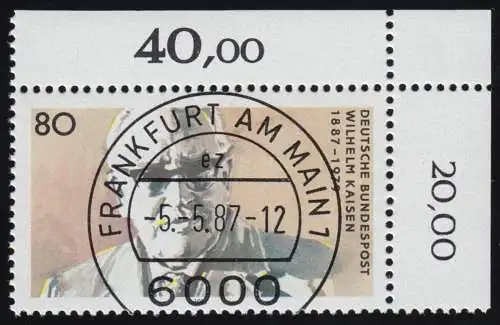 40,00
80
DEUTSCHE BUNDESPOST
WILHELM KAISEN
1887-1979
20,00
FRANKFURT AM MAIN 1
ez
-5.-5.87-12
6000